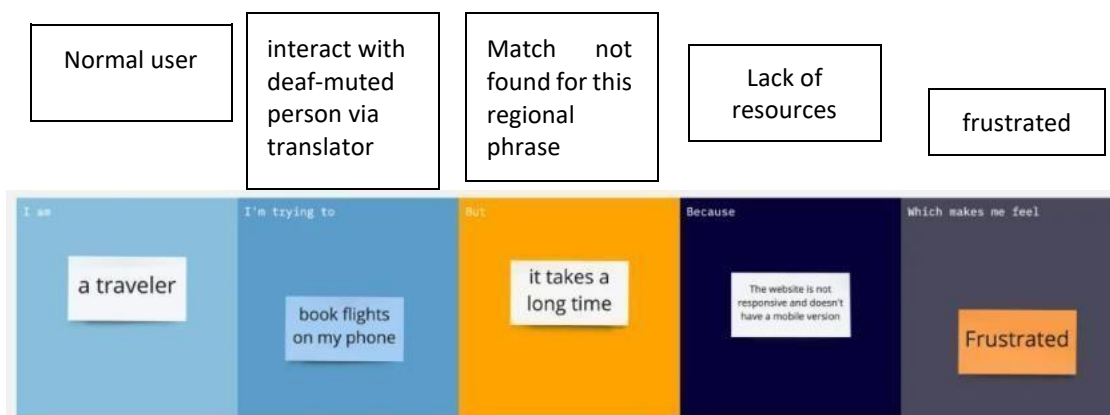 Normal user
interact with
deaf-muted
person via
translator
Match not
found for this
regional
phrase
Lack of
resources
frustrated
I am
I'm trying to
But
Because
Which makes me feel
a traveler
book flights
on my phone
it takes a
long time
The website is not
responsive and doesn't
have a mobile version
Frustrated